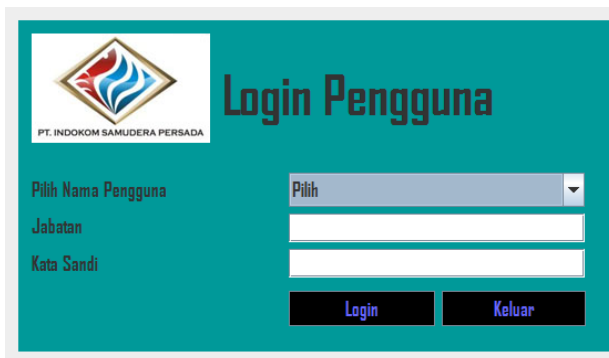 Login Pengguna
PT. INDOKOM SAMUDERA PERSADA
Pilih Nama Pengguna Pilih
Jabatan
Kata Sandi
Login Keluar